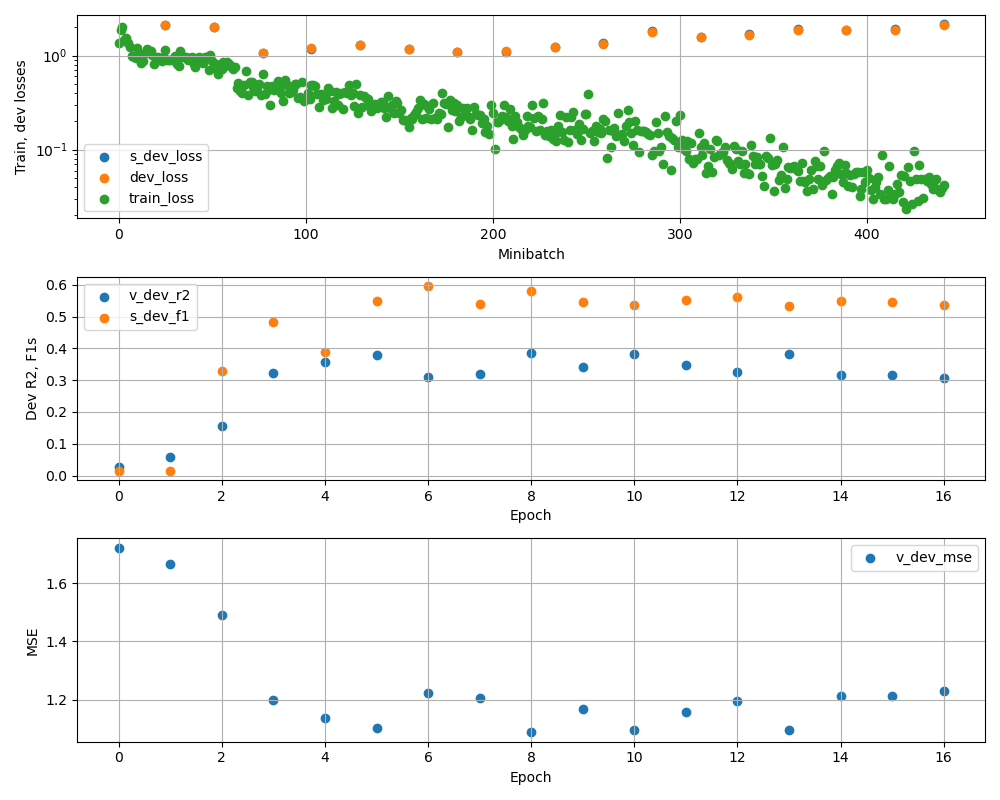 Train, dev losses
10⁰
10⁻¹
s_dev_loss
dev_loss
train_loss
0 100 200 300 400
Minibatch
Dev R2, F1s
0.6
0.5
0.4
0.3
0.2
0.1
0.0
v_dev_r2
s_dev_f1
0 2 4 6 8 10 12 14 16
Epoch
MSE
1.6
1.4
1.2
v_dev_mse
0 2 4 6 8 10 12 14 16
Epoch